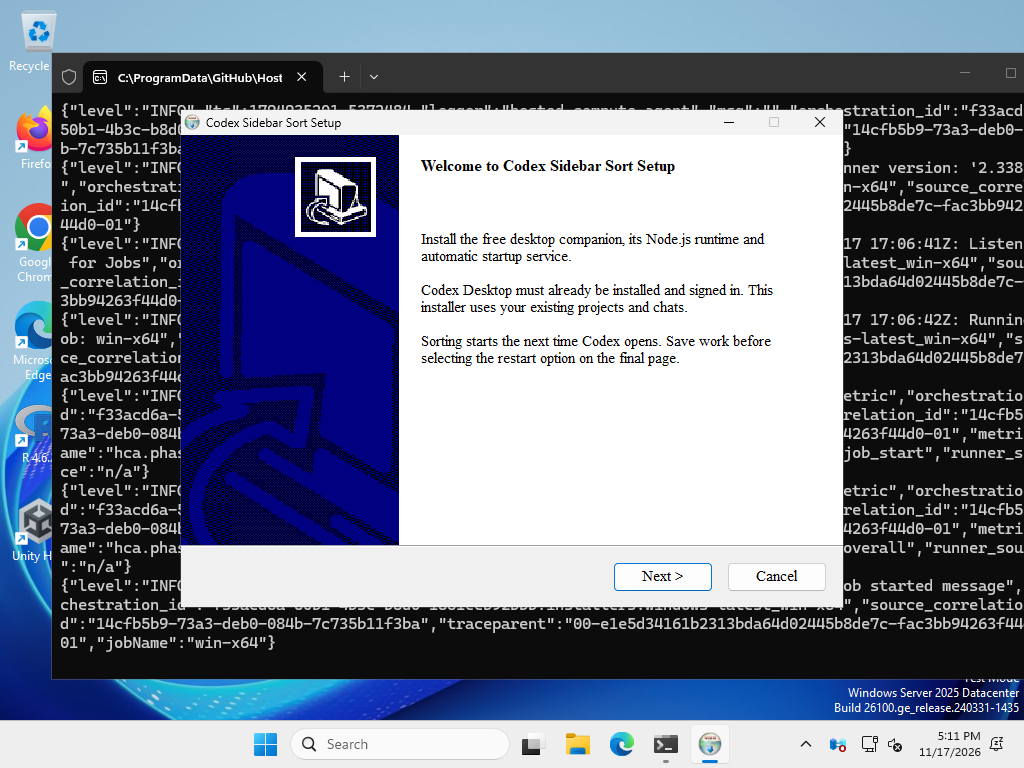 Recycle
C:\ProgramData\GitHub\Host
Codex Sidebar Sort Setup
Welcome to Codex Sidebar Sort Setup
Install the free desktop companion, its Node.js runtime and
automatic startup service.
Codex Desktop must already be installed and signed in. This
installer uses your existing projects and chats.
Sorting starts the next time Codex opens. Save work before
selecting the restart option on the final page.
Next >
Cancel
50b1-4b3c-b8d
b-7c735b11f3ba
"14cfb5b9-73a3-deb0-
{"level":"INFO
nner version: '2.338
","orchestrati
n-x64","source_corre
ion_id":"14cfb
02445b8de7c-fac3bb942
44d0-01"}
{"level":"INFO
17 17:06:41Z: Listen
for Jobs","or
latest_win-x64","sou
_correlation_i
13bda64d02445b8de7c-
3bb94263f44d0-
{"level":"INFO
17 17:06:42Z: Runnin
ob: win-x64",
s-latest_win-x64","s
ce_correlation
2313bda64d02445b8de7
ac3bb94263f44d
{"level":"INFO
etric","orchestratio
d":"f33acd6a-5
relation_id":"14cfb5
73a3-deb0-084b
4263f44d0-01","metri
ame":"hca.phas
job_start","runner_s
ce":"n/a"}
{"level":"INFO
etric","orchestratio
d":"f33acd6a-5
relation_id":"14cfb5
73a3-deb0-084b
4263f44d0-01","metri
ame":"hca.phas
overall","runner_sou
":"n/a"}
{"level":"INFO
ob started message",
d":"14cfb5b9-73a3-deb0-084b-7c735b11f3ba","traceparent":"00-e1e5d34161b2313bda64d02445b8de7c-fac3bb94263f44
01","jobName":"win-x64"}
Firefo
Googl
Chrom
Micros
Edge
R 4.6.
Unity H
Test Mode
Windows Server 2025 Datacenter
Build 26100.ge_release.240331-1435
Search
5:11 PM
11/17/2026